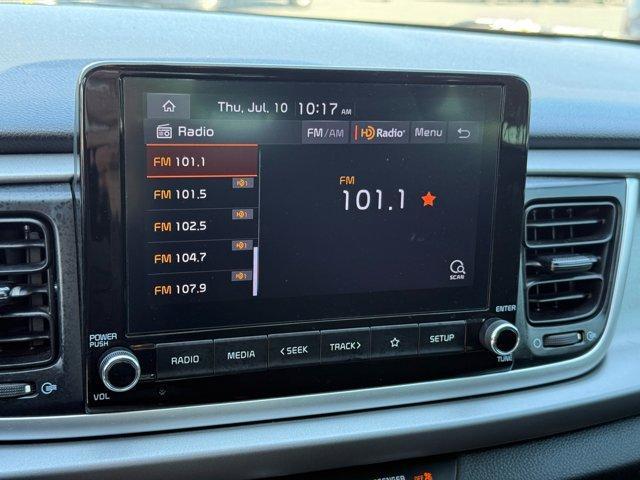 Thu, Jul. 10 10:17 AM
Radio FM/AM HD Radio Menu
FM 101.1
FM 101.5
FM 102.5
FM 104.7
FM 107.9
FM
101.1
SCAN
POWER
PUSH
VOL
RADIO MEDIA <SEEK TRACK> SETUP
ENTER
TUNE
OFF